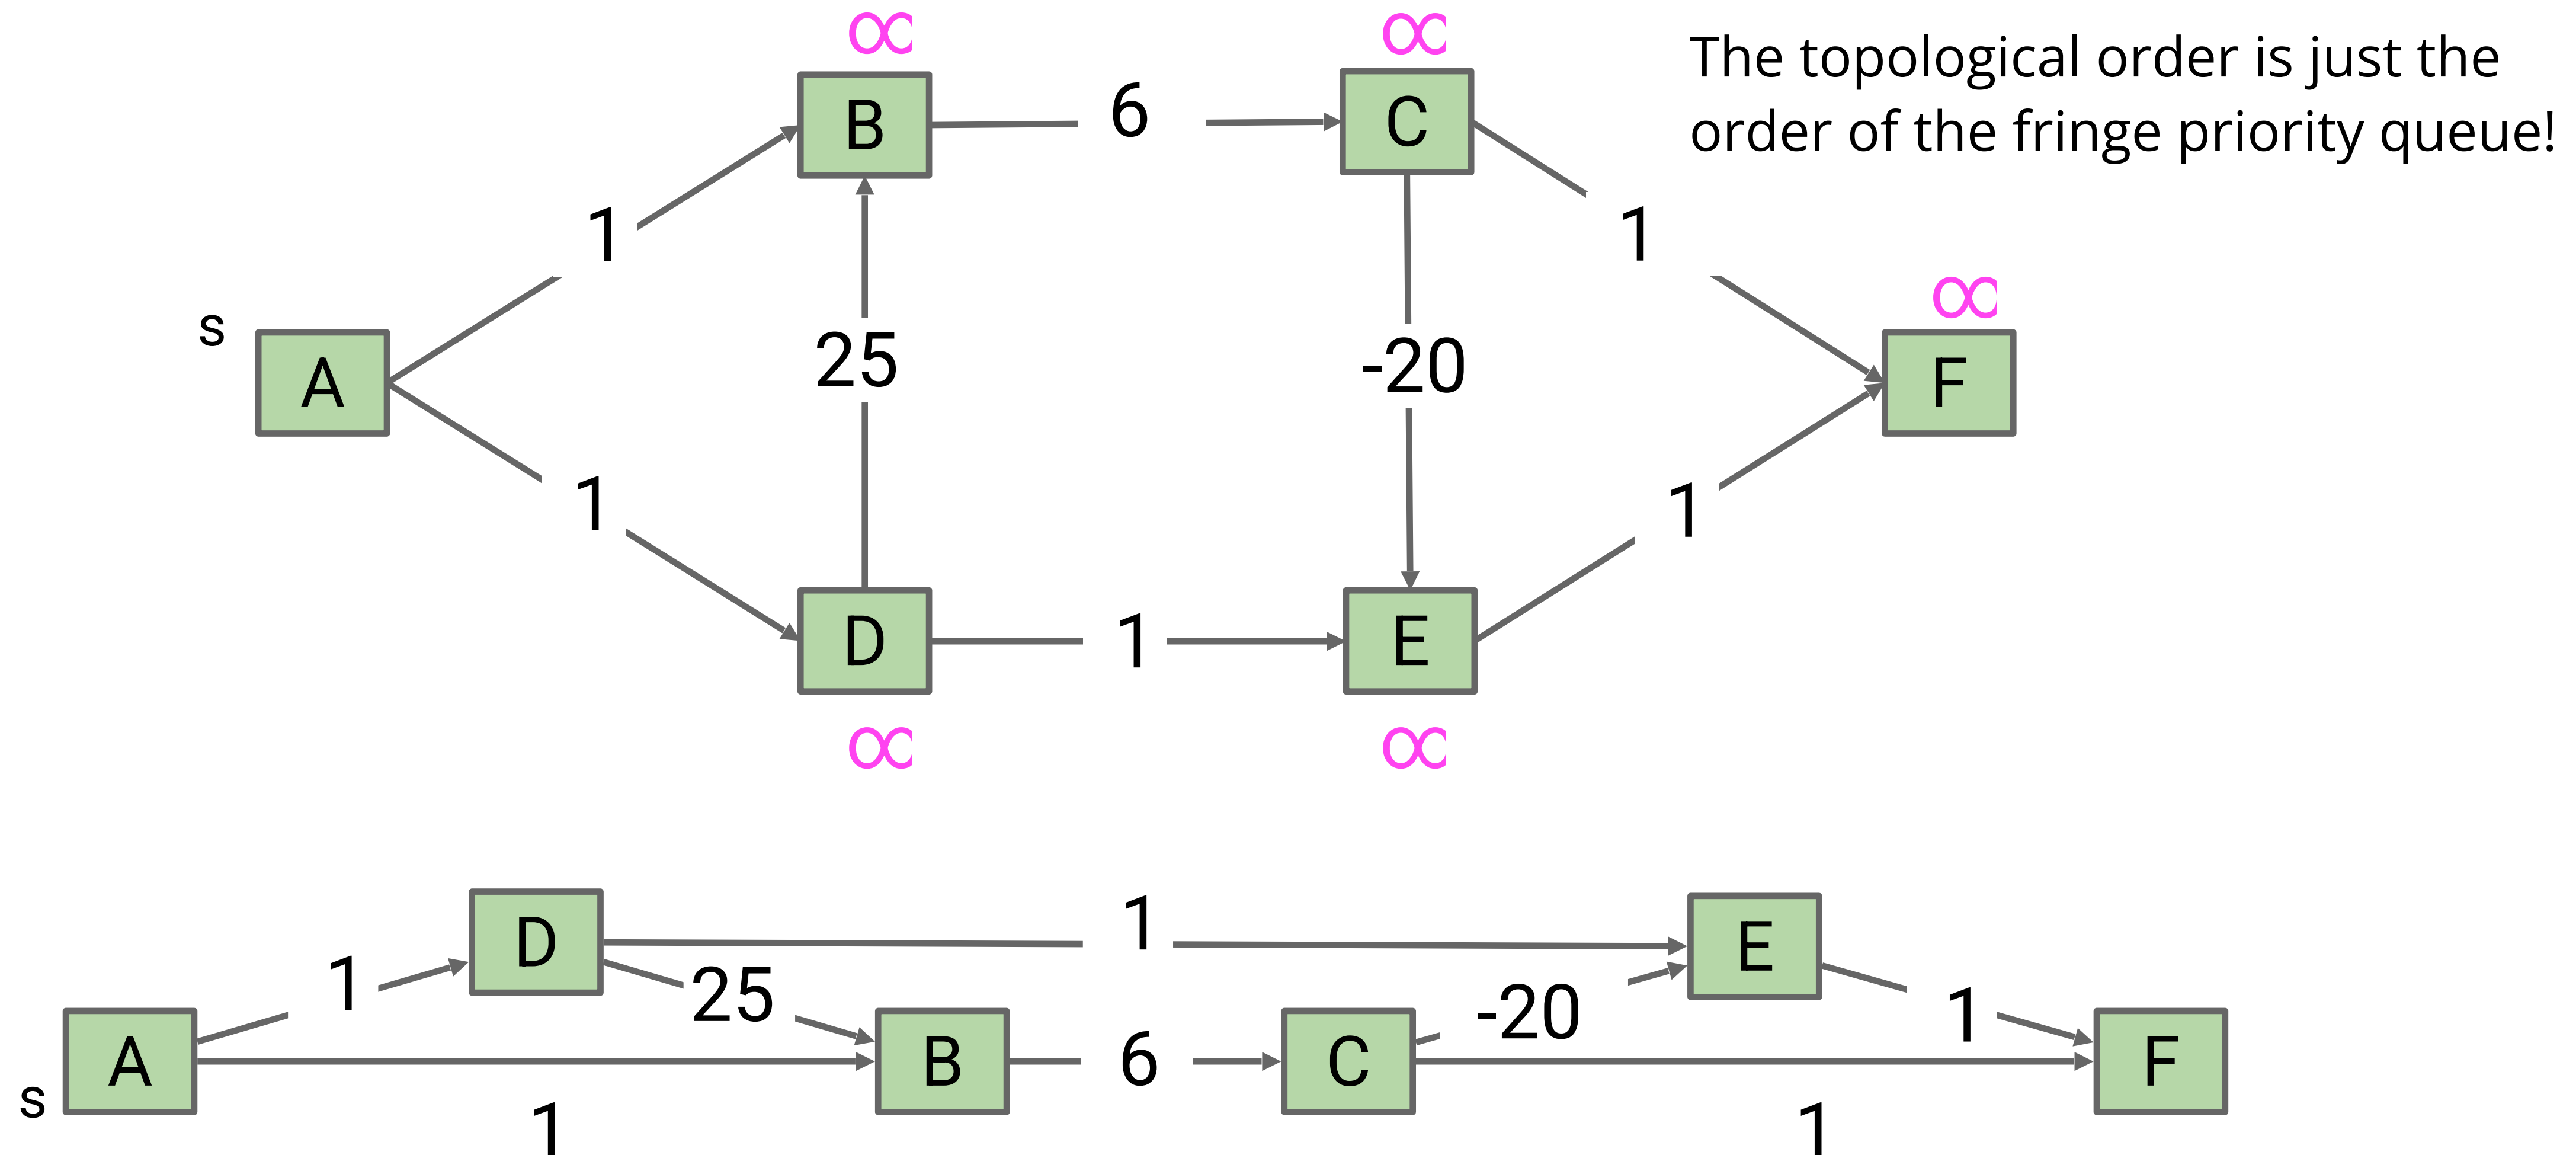 ∞
∞
The topological order is just the
order of the fringe priority queue!
B
6
C
1
1
∞
s
A
25
-20
F
1
1
D
1
E
∞
∞
1
D
E
1
25
-20
1
A
B
6
C
F
s
1
1